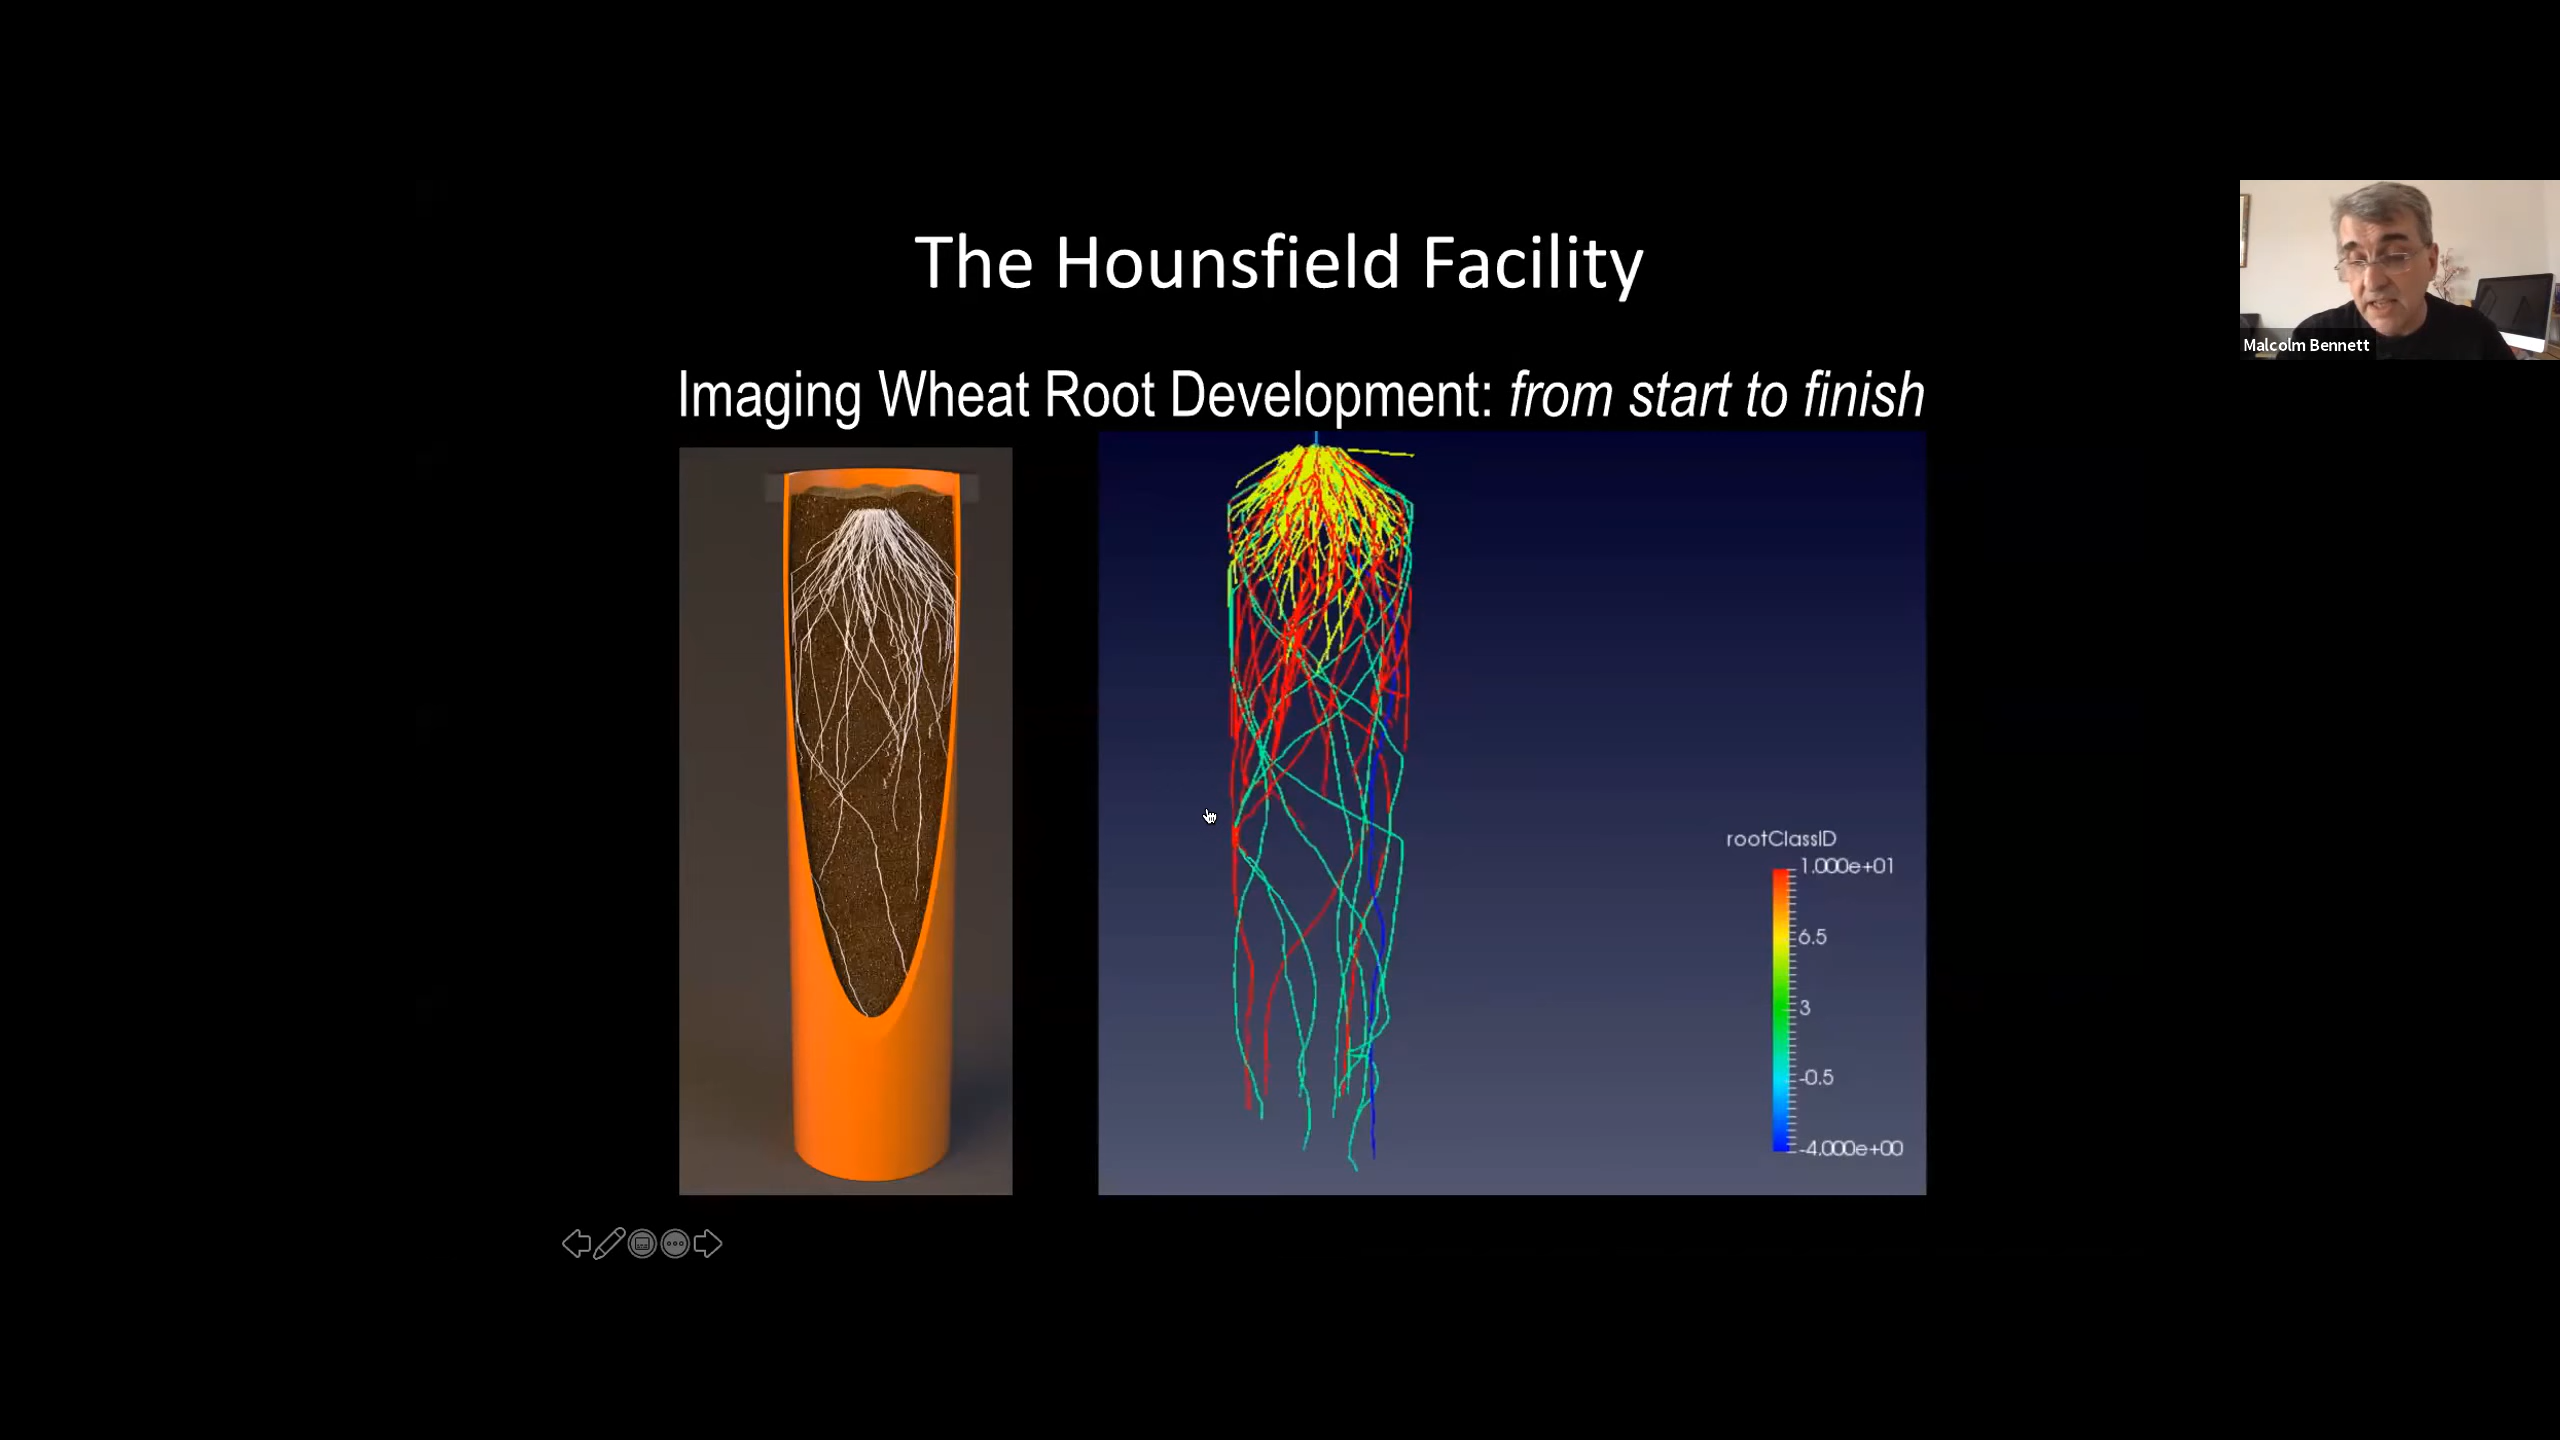 The Hounsfield Facility
Malcolm Bennett
Imaging Wheat Root Development: from start to finish
rootClassID
1.000e+01
6.5
3
-0.5
-4.000e+00